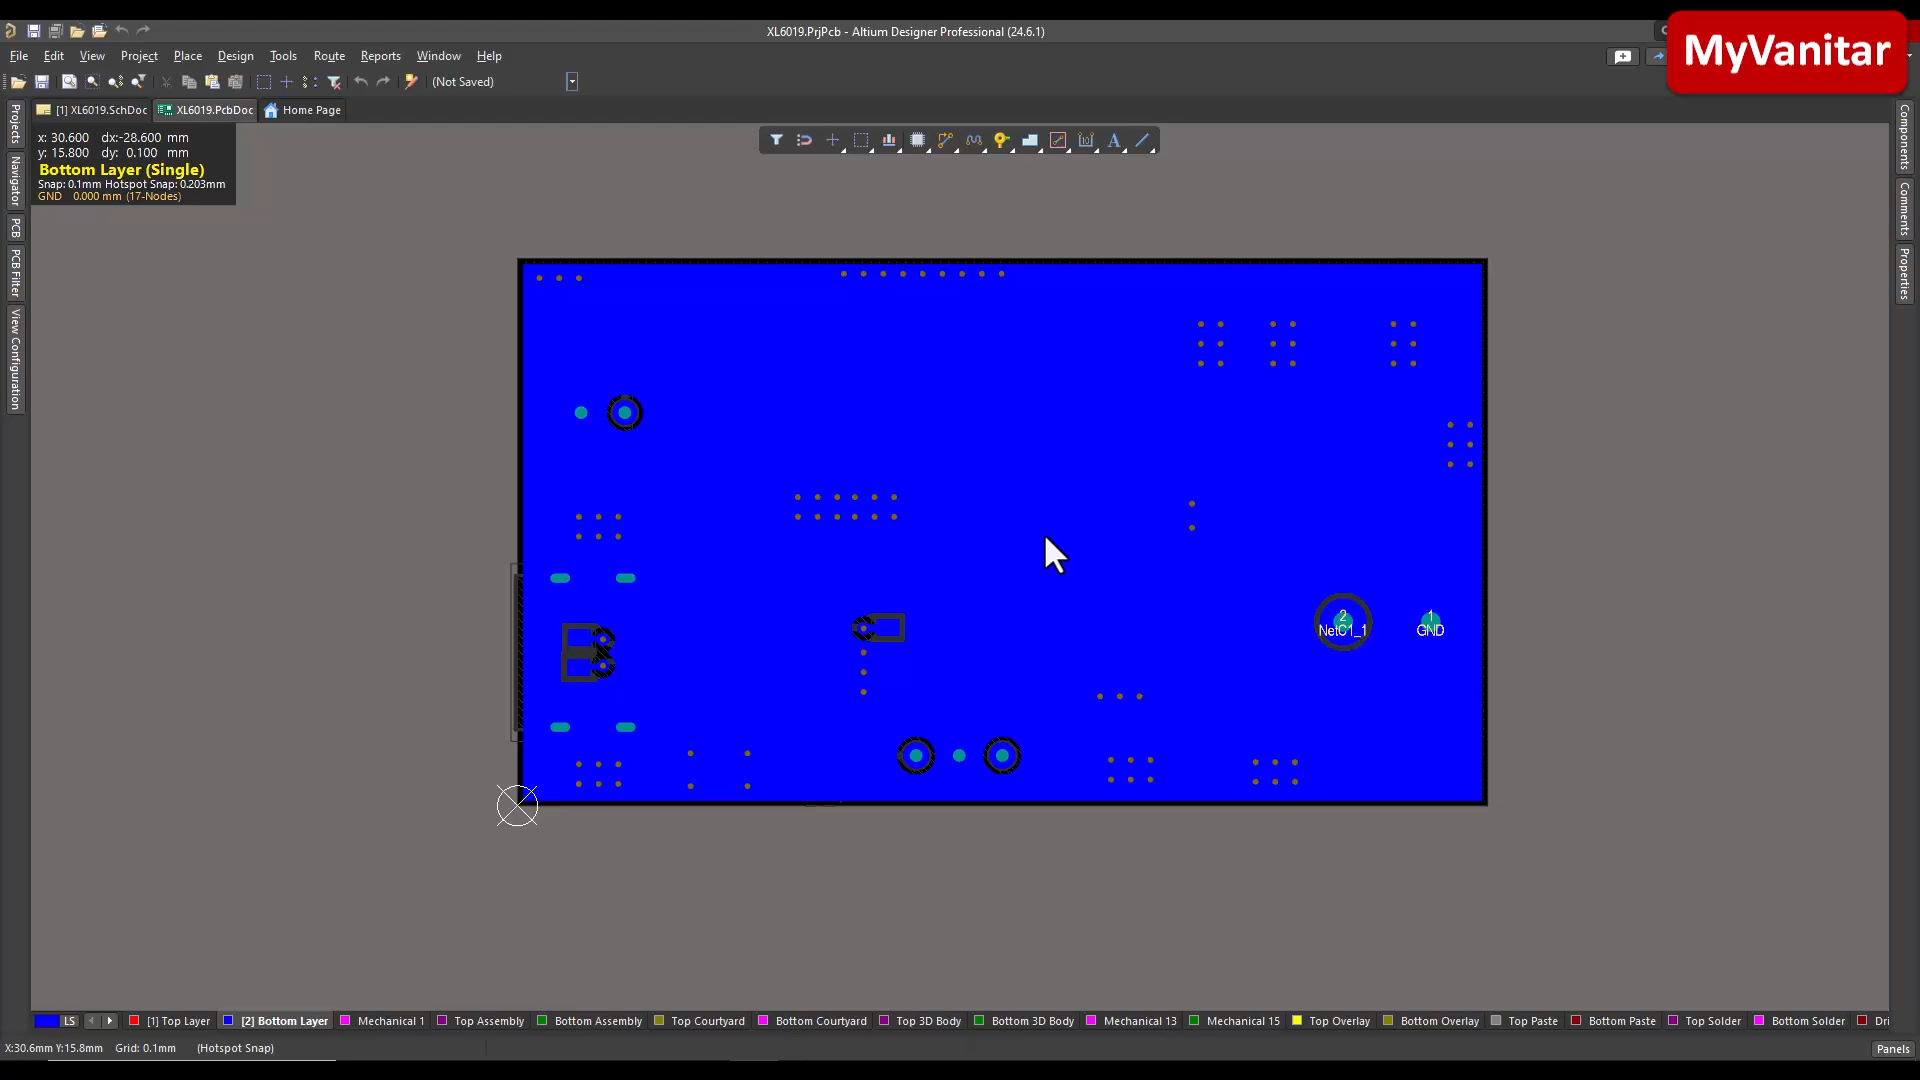 XL6019.PrjPcb - Altium Designer Professional (24.6.1)
MyVanitar
File Edit View Project Place Design Tools Route Reports Window Help
(Not Saved)
[1] XL6019.SchDoc XL6019.PcbDoc Home Page
x: 30.600 dx:-28.600 mm
y: 15.800 dy: 0.100 mm
Bottom Layer (Single)
Snap: 0.1mm Hotspot Snap: 0.203mm
GND 0.000 mm (17-Nodes)
Projects
Navigator
PCB
PCB Filter
View Configuration
Components
Comments
Properties
2
NetC1_1
1
GND
LS [1] Top Layer [2] Bottom Layer Mechanical 1 Top Assembly Bottom Assembly Top Courtyard Bottom Courtyard Top 3D Body Bottom 3D Body Mechanical 13 Mechanical 15 Top Overlay Bottom Overlay Top Paste Bottom Paste Top Solder Bottom Solder Dri
X:30.6mm Y:15.8mm Grid: 0.1mm (Hotspot Snap)
Panels